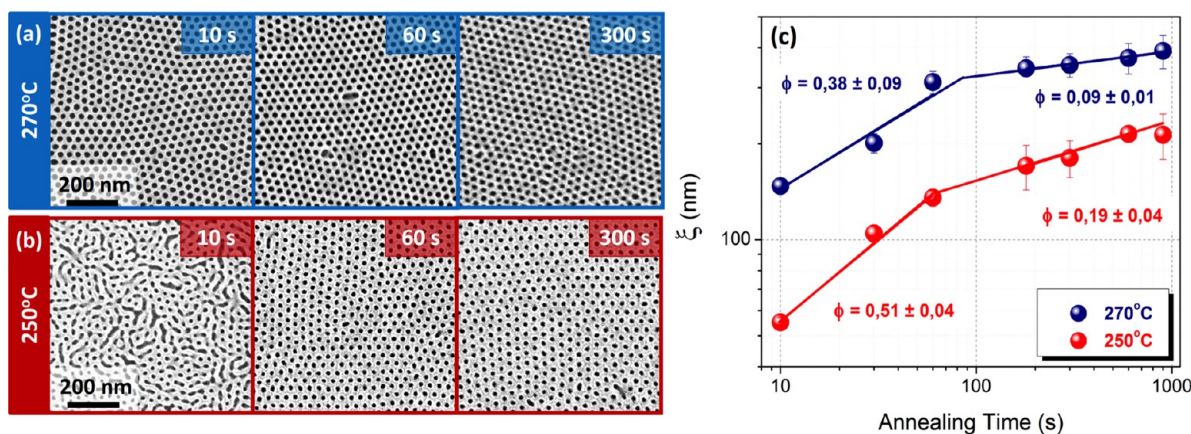 (a)
10 s
60 s
300 s
270°C
200 nm
(b)
10 s
60 s
300 s
250°C
200 nm
(c)
ϕ = 0,38 ± 0,09
ϕ = 0,09 ± 0,01
ϕ = 0,19 ± 0,04
ϕ = 0,51 ± 0,04
270°C
250°C
ξ (nm)
100
10
100
1000
Annealing Time (s)